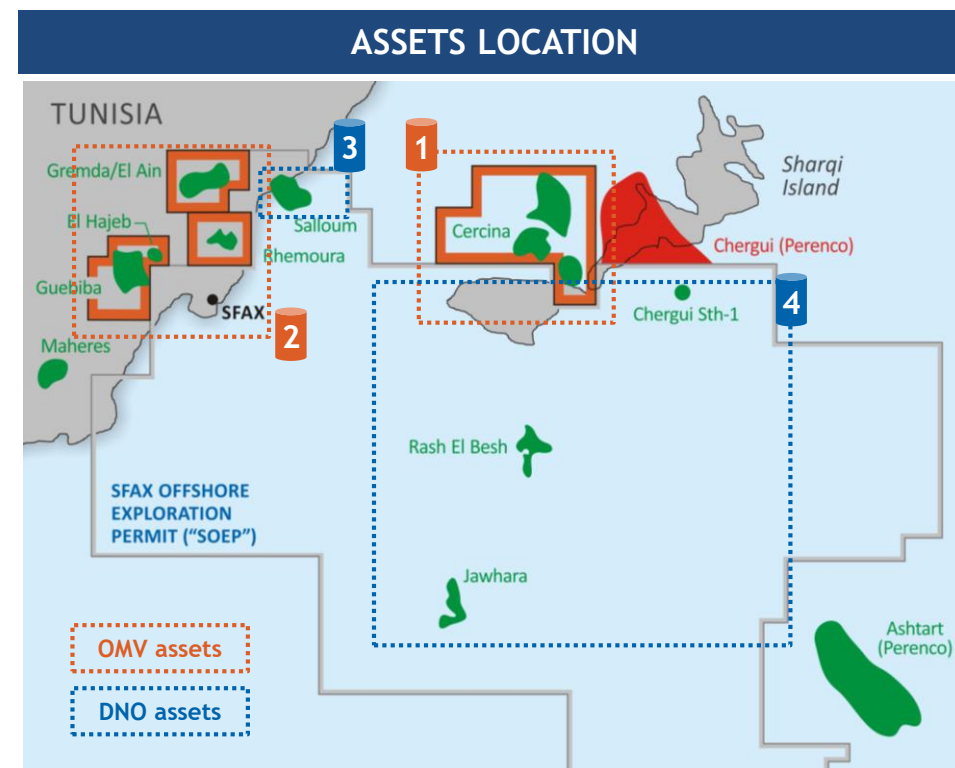 ASSETS LOCATION
TUNISIA
3
1
Gremda/El Ain
Sharqi
Island
El Hajeb
Salloum
Cercina
Chergui (Perenco)
Rhemoura
Guebiba
SFAX
Chergui Sth-1
4
2
Maheres
Rash El Besh
SFAX OFFSHORE
EXPLORATION
PERMIT (“SOEP”)
Jawhara
OMV assets
Ashtart
(Perenco)
DNO assets